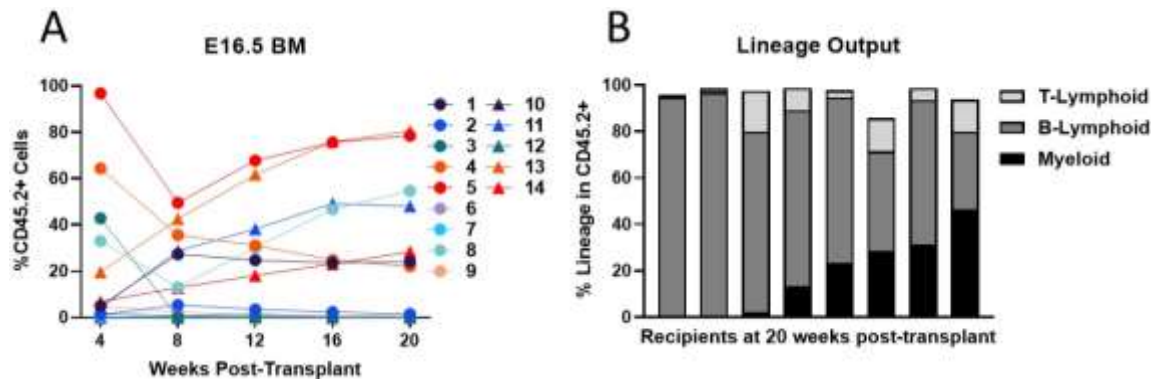 A
E16.5 BM
%CD45.2+ Cells
100
80
60
40
20
0
4 8 12 16 20
Weeks Post-Transplant
1 10
2 11
3 12
4 13
5 14
6
7
8
9
B
Lineage Output
% Lineage in CD45.2+
100
80
60
40
20
0
Recipients at 20 weeks post-transplant
T-Lymphoid
B-Lymphoid
Myeloid